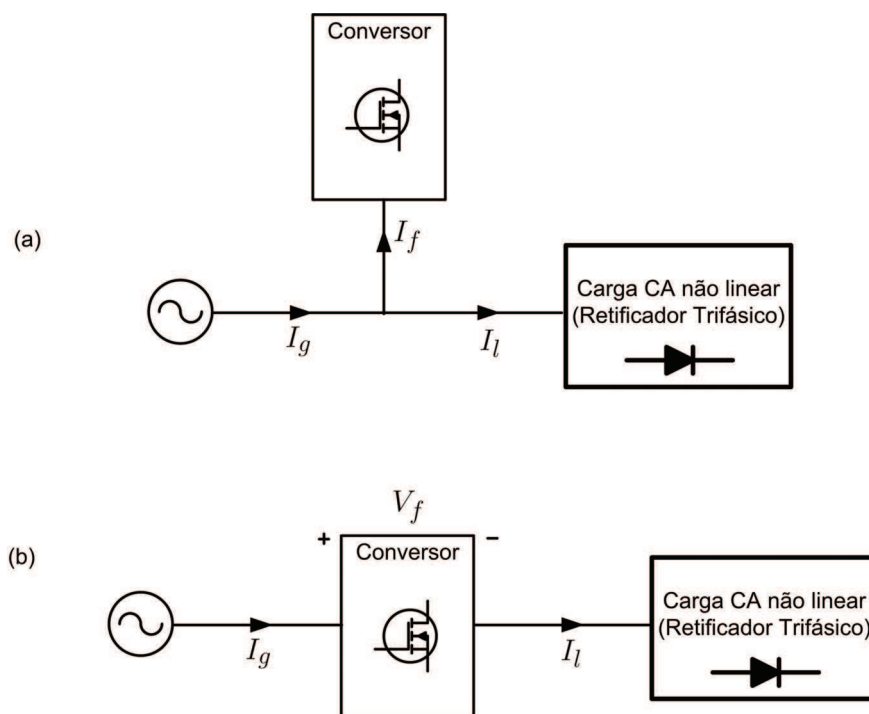 Conversor
(a)
I_f
I_g
I_l
Carga CA não linear
(Retificador Trifásico)
V_f
+
−
(b)
Conversor
I_g
I_l
Carga CA não linear
(Retificador Trifásico)